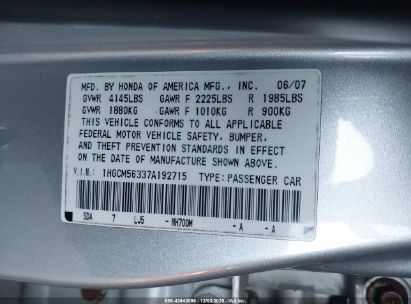 MFD. BY HONDA OF AMERICA MFG., INC. 06/07
GVWR 4145LBS GAWR F 2225LBS R 1985LBS
GVWR 1880KG GAWR F 1010KG R 900KG
THIS VEHICLE CONFORMS TO ALL APPLICABLE
FEDERAL MOTOR VEHICLE SAFETY, BUMPER,
AND THEFT PREVENTION STANDARDS IN EFFECT
ON THE DATE OF MANUFACTURE SHOWN ABOVE.
V.I.N.: 1HGCM56337A192715 TYPE: PASSENGER CAR
SDA 7 LJ5 - NH700M - A - A